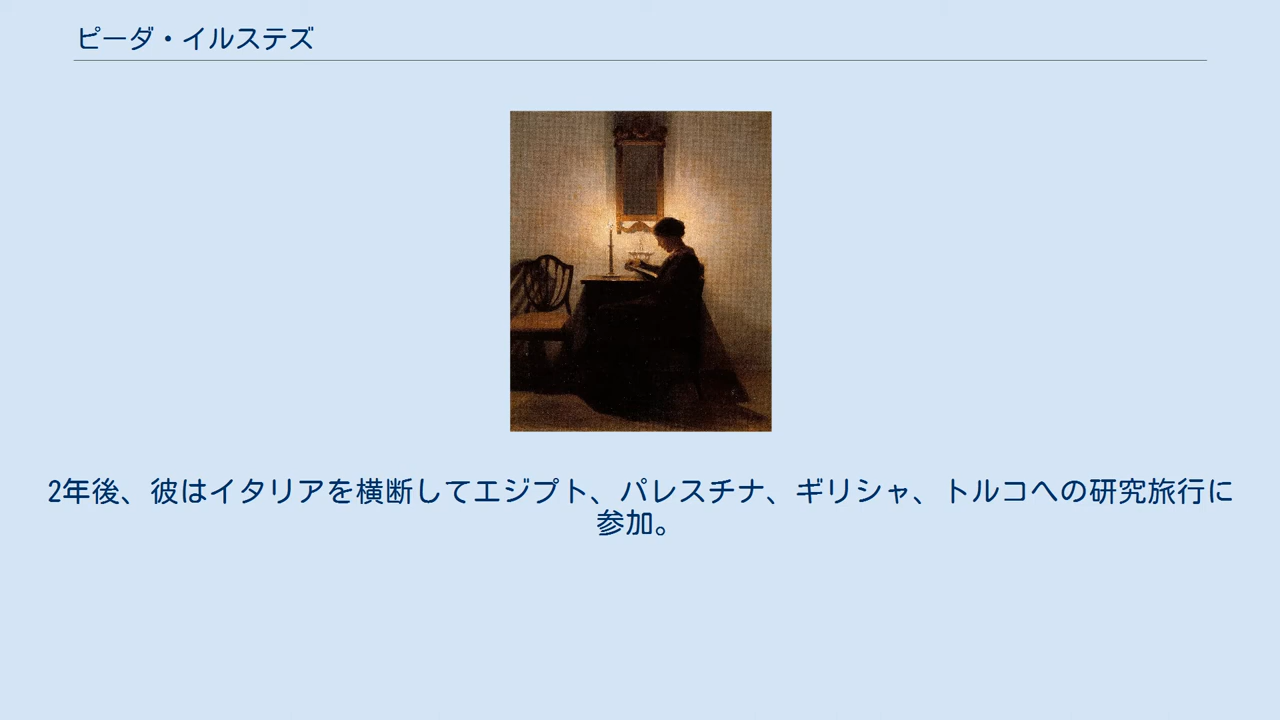 ピーダ・イルステズ
2年後、彼はイタリアを横断してエジプト、パレスチナ、ギリシャ、トルコへの研究旅行に
参加。